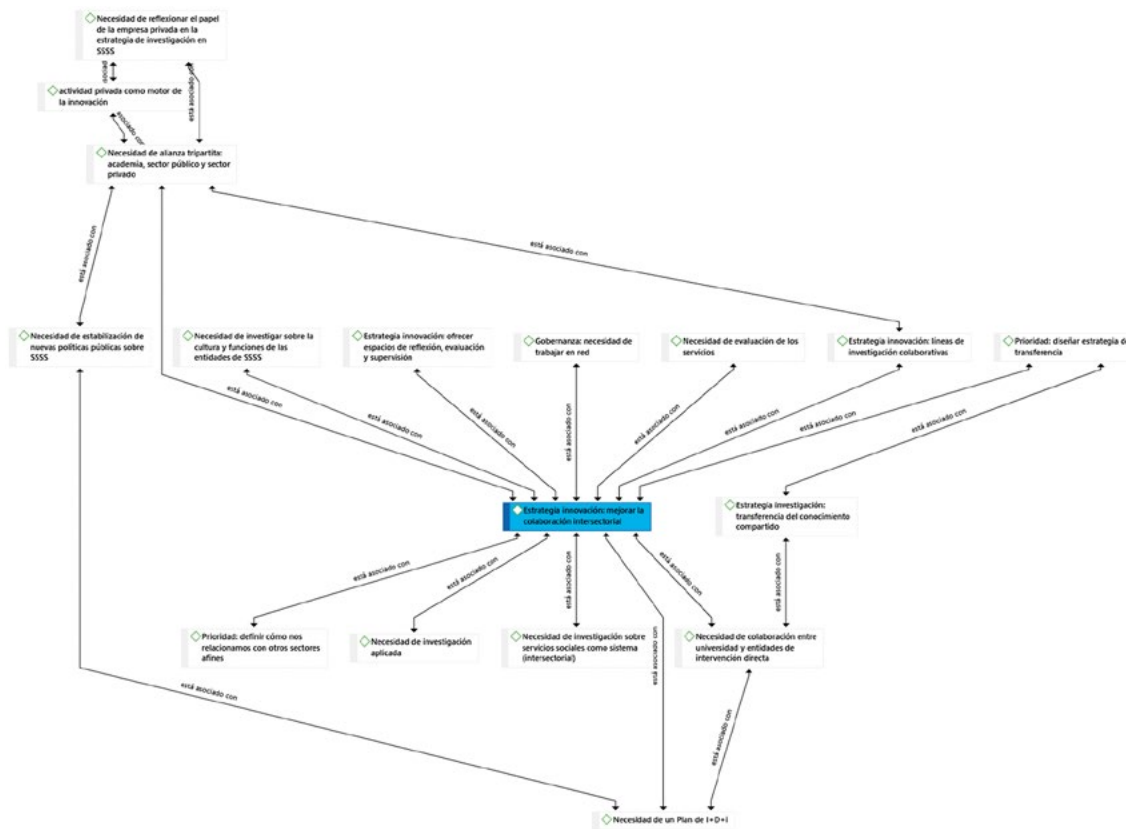 Necesidad de reflexionar el papel
de la empresa privada en la
estrategia de investigación en
SSSS
asociad
está asociado
actividad privada como motor de
la innovación
asociado con
Necesidad de alianza tripartita:
academia, sector público y sector
privado
está asociado con
está asociado con
Necesidad de estabilización de
nuevas políticas públicas sobre
SSSS
Necesidad de investigar sobre la
cultura y funciones de las
entidades de SSSS
Estrategia innovación: ofrecer
espacios de reflexión, evaluación
y supervisión
Gobernanza: necesidad de
trabajar en red
Necesidad de evaluación de los
servicios
Estrategia innovación: líneas de
investigación colaborativas
Prioridad: diseñar estrategia de
transferencia
está asociado con
está asociado con
está asociado con
está asociado con
está asociado con
está asociado con
está asociado con
está asociado con
Estrategia innovación: mejorar la
colaboración intersectorial
Estrategia Investigación:
transferencia del conocimiento
compartido
está asociado con
está asociado con
está asociado con
está asociado con
está asociado con
está asociado con
Prioridad: definir cómo nos
relacionamos con otros sectores
afines
Necesidad de investigación
aplicada
Necesidad de investigación sobre
servicios sociales como sistema
(intersectorial)
Necesidad de colaboración entre
universidad y entidades de
intervención directa
está asociado con
está asociado con
Necesidad de un Plan de I+D+i